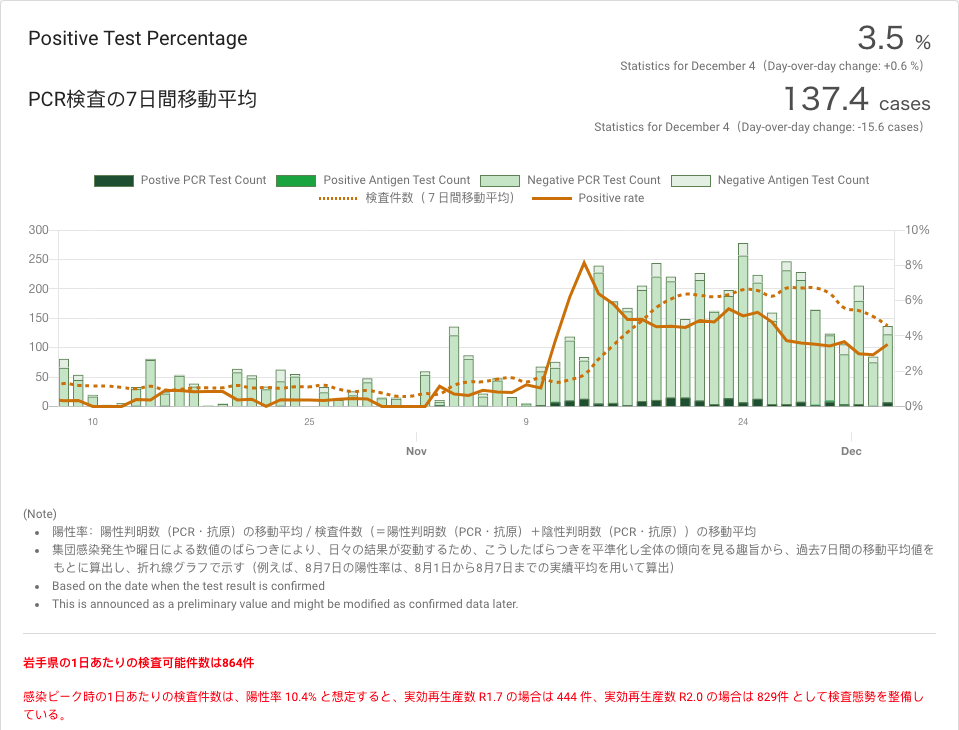 Positive Test Percentage
3.5 %
Statistics for December 4（Day-over-day change: +0.6 %）
PCR検査の7日間移動平均
137.4 cases
Statistics for December 4（Day-over-day change: -15.6 cases）
Postive PCR Test Count
Positive Antigen Test Count
Negative PCR Test Count
Negative Antigen Test Count
検査件数（７日間移動平均）
Positive rate
300
250
200
150
100
50
0
10%
8%
6%
4%
2%
0%
10
25
9
24
Nov
Dec
(Note)
• 陽性率：陽性判明数（PCR・抗原）の移動平均 / 検査件数（＝陽性判明数（PCR・抗原）＋陰性判明数（PCR・抗原））の移動平均
• 集団感染発生や曜日による数値のばらつきにより、日々の結果が変動するため、こうしたばらつきを平準化し全体の傾向を見る趣旨から、過去7日間の移動平均値を
もとに算出し、折れ線グラフで示す（例えば、8月7日の陽性率は、8月1日から8月7日までの実績平均を用いて算出）
• Based on the date when the test result is confirmed
• This is announced as a preliminary value and might be modified as confirmed data later.
岩手県の1日あたりの検査可能件数は864件
感染ピーク時の1日あたりの検査件数は、陽性率 10.4% と想定すると、実効再生産数 R1.7 の場合は 444 件、実効再生産数 R2.0 の場合は 829件 として検査態勢を整備し
ている。